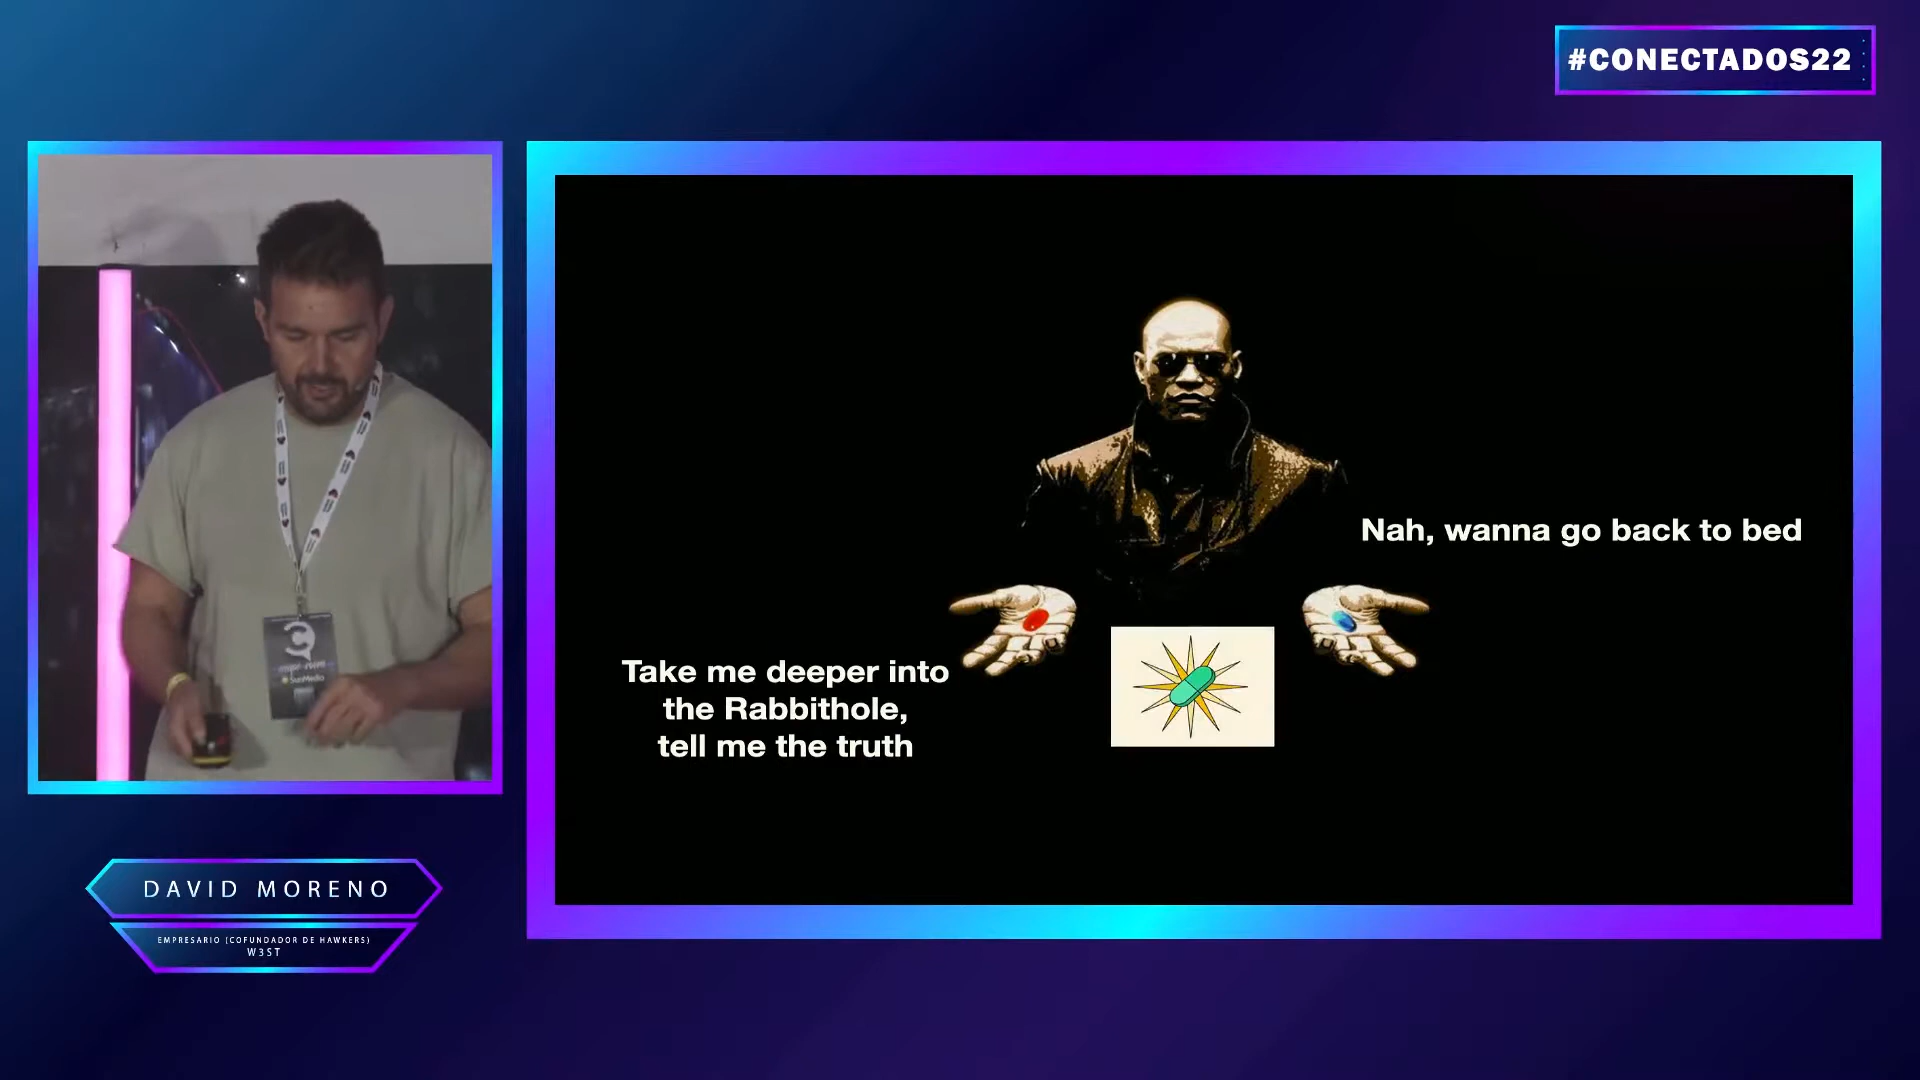 #CONECTADOS22
Nah, wanna go back to bed
Take me deeper into
the Rabbithole,
tell me the truth
SunMedia
DAVID MORENO
EMPRESARIO (COFUNDADOR DE HAWKERS)
W3ST